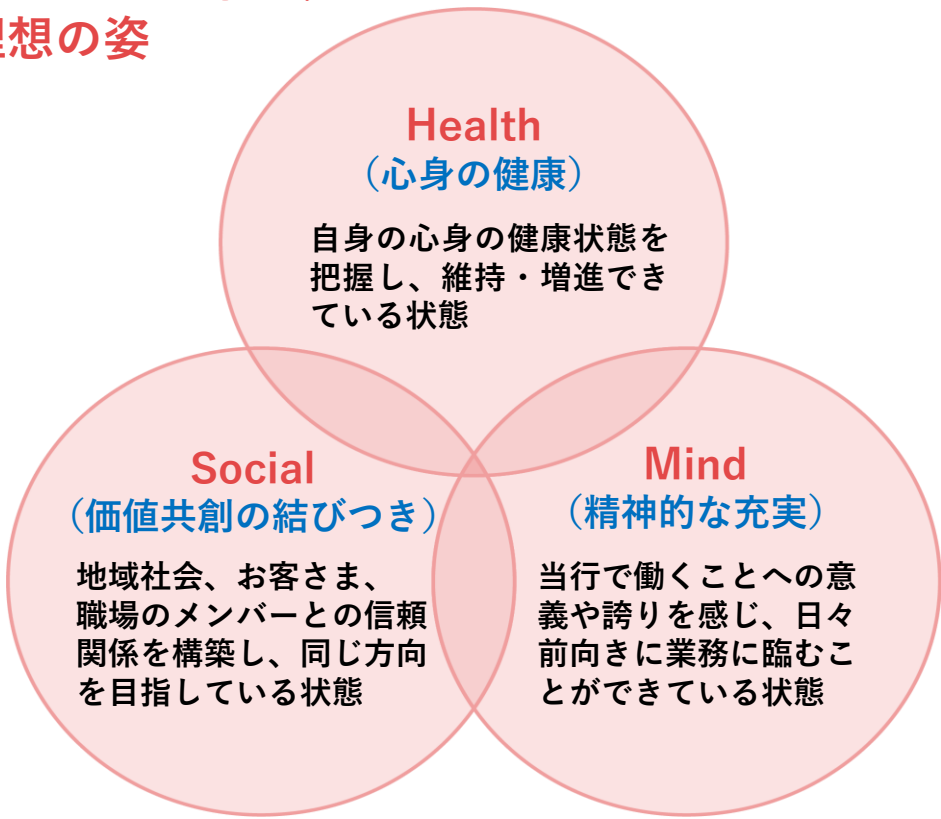 理想の姿
Health
（心身の健康）
自身の心身の健康状態を
把握し、維持・増進でき
ている状態
Social
（価値共創の結びつき）
地域社会、お客さま、
職場のメンバーとの信頼
関係を構築し、同じ方向
を目指している状態
Mind
（精神的な充実）
当行で働くことへの意
義や誇りを感じ、日々
前向きに業務に臨むこ
とができている状態